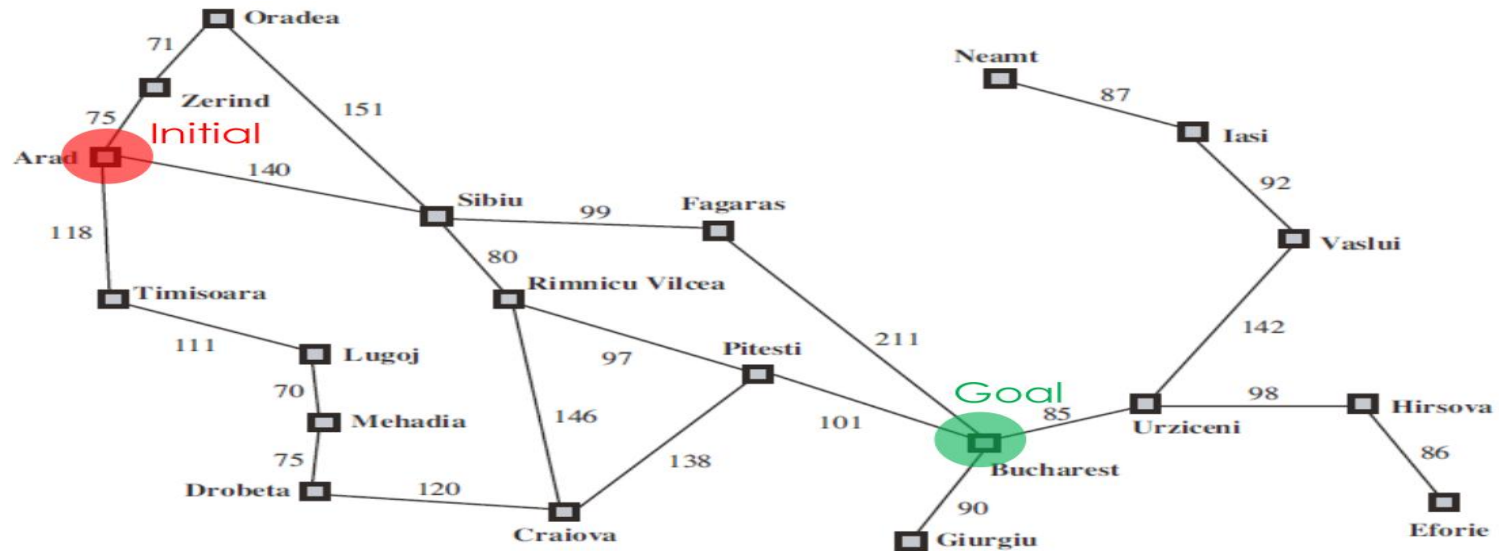 Oradea
71
Neamt
87
Zerind
75
Initial
151
Arad
140
Iasi
92
Sibiu
99
Fagaras
118
80
Vaslui
Timisoara
Rimnicu Vilcea
142
111
Lugoj
97
Pitesti
211
70
Goal
98
Mehadia
146
101
85
Hirsova
Urziceni
75
138
86
Bucharest
Drobeta
120
90
Craiova
Giurgiu
Eforie